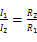 I₁/I₂ = R₂/R₁